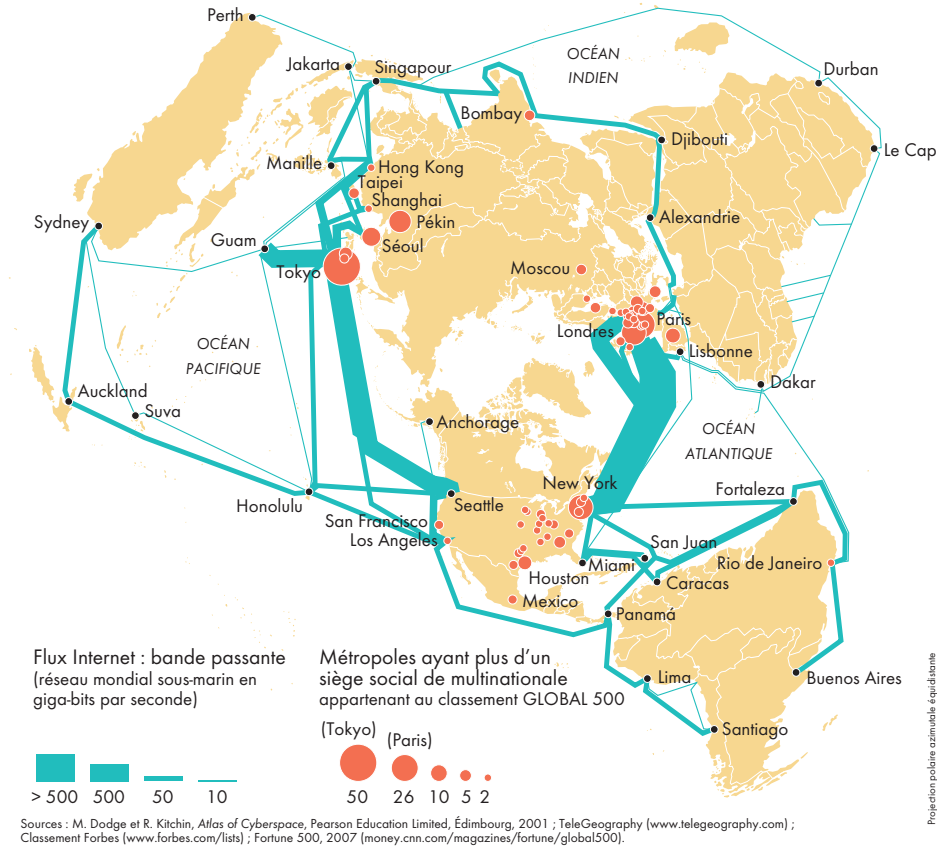 Perth
OCÉAN
INDIEN
Jakarta
Singapour
Durban
Bombay
Djibouti
Le Cap
Manille
Hong Kong
Taipei
Shanghai
Pékin
Séoul
Alexandrie
Sydney
Guam
Tokyo
Moscou
Londres
Paris
Lisbonne
OCÉAN
PACIFIQUE
Auckland
Suva
Anchorage
Dakar
OCÉAN
ATLANTIQUE
Honolulu
Seattle
New York
Fortaleza
San Francisco
Los Angeles
San Juan
Miami
Houston
Caracas
Rio de Janeiro
Mexico
Panamá
Lima
Buenos Aires
Santiago
Flux Internet : bande passante
(réseau mondial sous-marin en
giga-bits par seconde)
> 500 500 50 10
Métropoles ayant plus d'un
siège social de multinationale
appartenant au classement GLOBAL 500
(Tokyo) (Paris)
50 26 10 5 2
Projection polaire azimutale équidistante
Sources : M. Dodge et R. Kitchin, Atlas of Cyberspace, Pearson Education Limited, Édimbourg, 2001 ; TeleGeography (www.telegeography.com) ;
Classement Forbes (www.forbes.com/lists) ; Fortune 500, 2007 (money.cnn.com/magazines/fortune/global500).